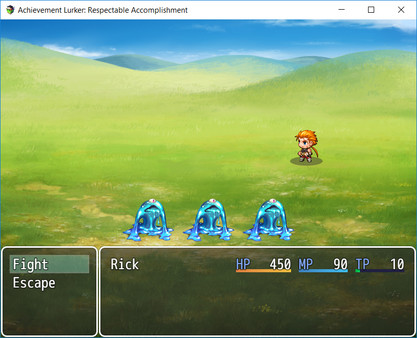 Achievement Lurker: Respectable Accomplishment
Fight
Escape
Rick HP 450 MP 90 TP 10